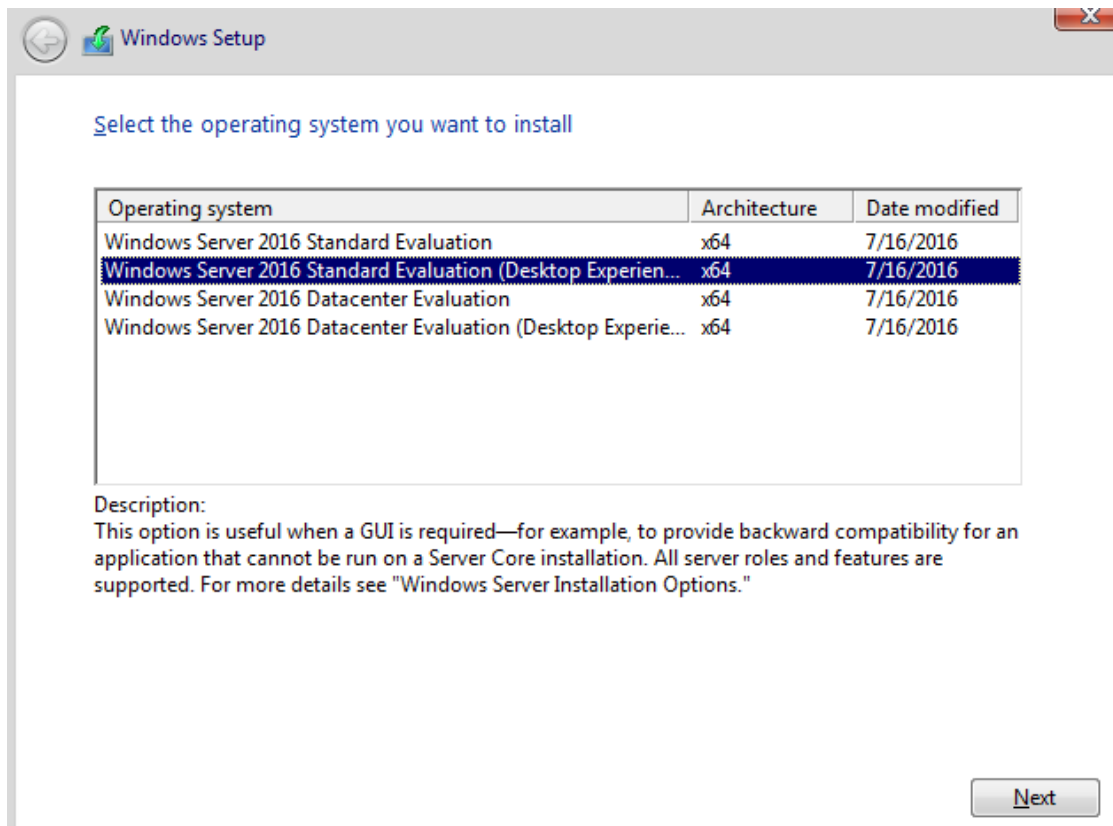 Windows Setup
Select the operating system you want to install
Operating system Architecture Date modified
Windows Server 2016 Standard Evaluation x64 7/16/2016
Windows Server 2016 Standard Evaluation (Desktop Experien... x64 7/16/2016
Windows Server 2016 Datacenter Evaluation x64 7/16/2016
Windows Server 2016 Datacenter Evaluation (Desktop Experie... x64 7/16/2016
Description:
This option is useful when a GUI is required—for example, to provide backward compatibility for an
application that cannot be run on a Server Core installation. All server roles and features are
supported. For more details see "Windows Server Installation Options."
Next